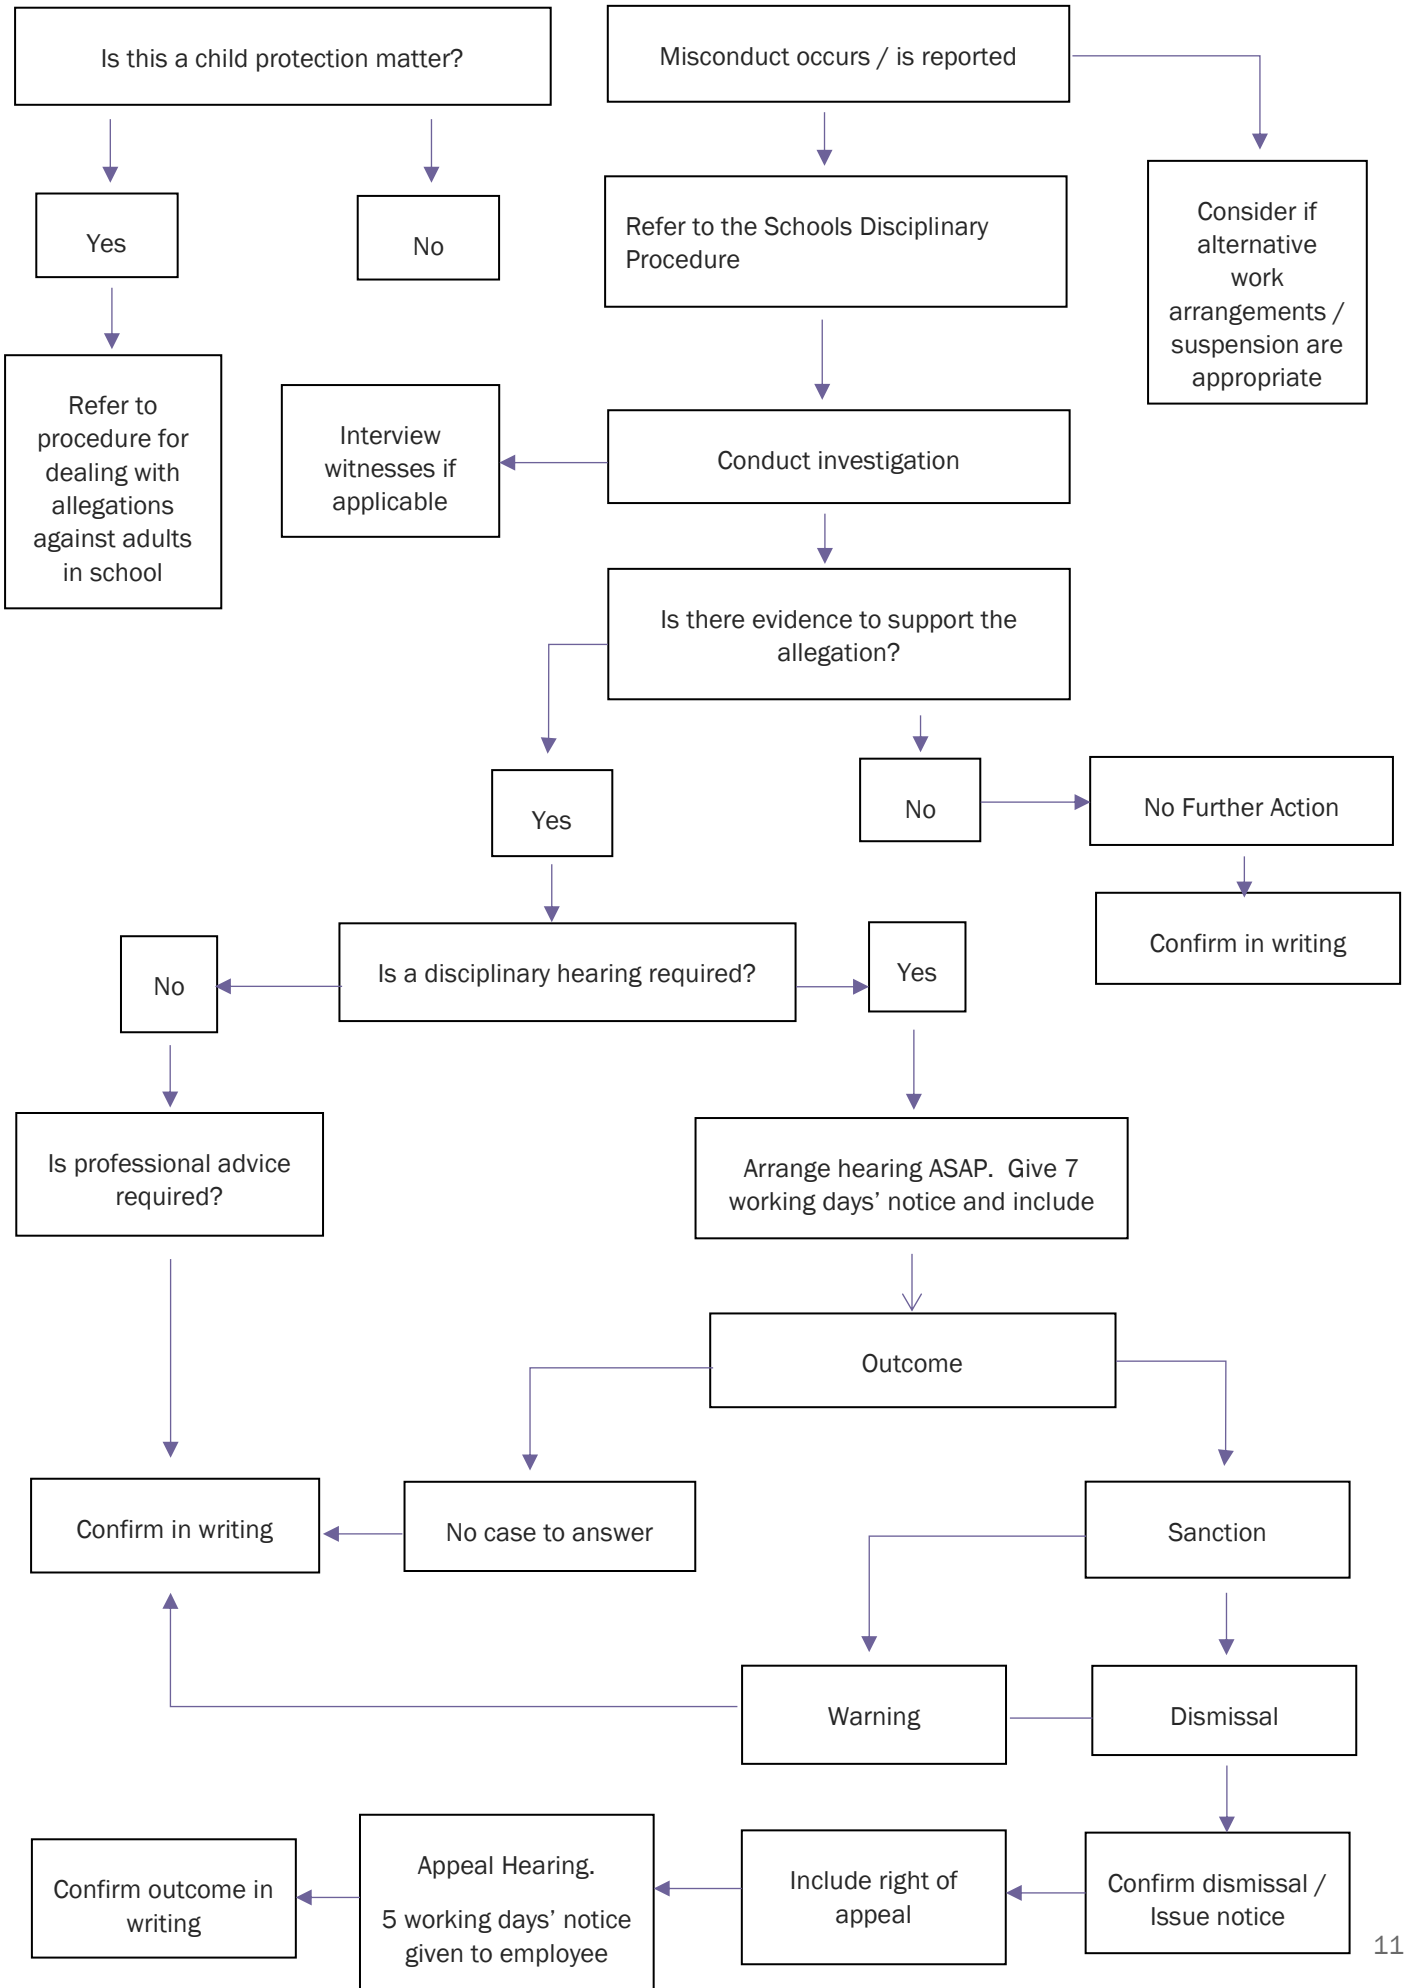 Is this a child protection matter?
Misconduct occurs / is reported
Yes
No
Refer to the Schools Disciplinary
Procedure
Consider if
alternative
work
arrangements /
suspension are
appropriate
Refer to
procedure for
dealing with
allegations
against adults
in school
Interview
witnesses if
applicable
Conduct investigation
Is there evidence to support the
allegation?
Yes
No
No Further Action
Confirm in writing
No
Is a disciplinary hearing required?
Yes
Is professional advice
required?
Arrange hearing ASAP.  Give 7
working days’ notice and include
Outcome
Confirm in writing
No case to answer
Sanction
Warning
Dismissal
Confirm outcome in
writing
Appeal Hearing.
5 working days’ notice
given to employee
Include right of
appeal
Confirm dismissal /
Issue notice
11